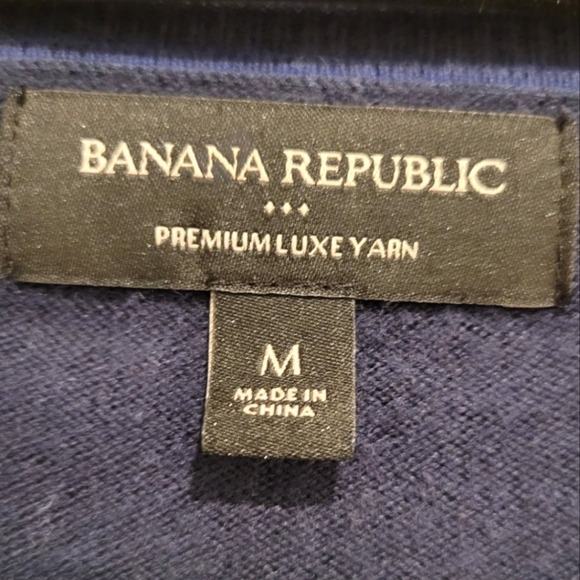 BANANA REPUBLIC
PREMIUM LUXE YARN
M
MADE IN
CHINA